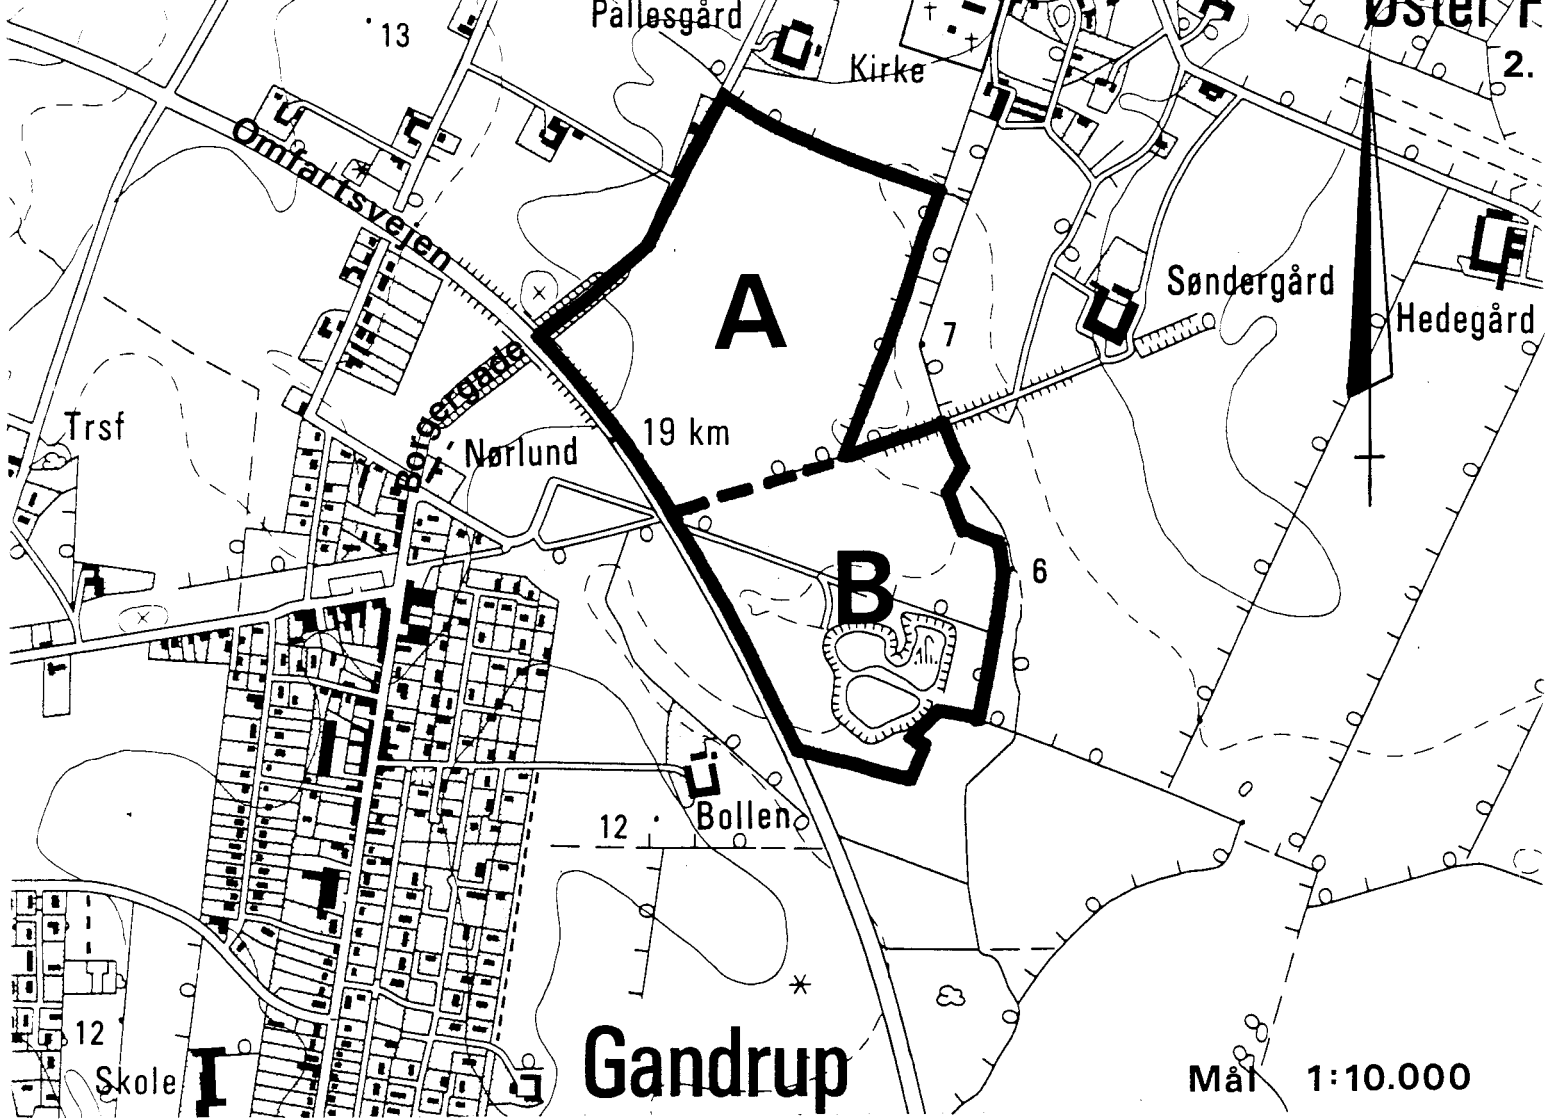 Pallesgård
Øster
13
2.
Kirke
Omfartsvejen
A
Søndergård
7
Hedegård
Borgergade
Trsf
19 km
Nørlund
B
6
Bollen
12
12
Skole
Gandrup
Mål 1:10.000